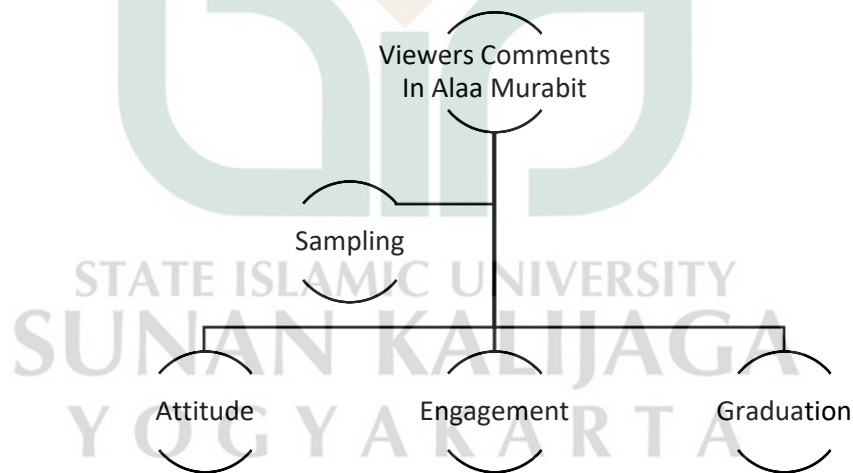 Viewers Comments
In Alaa Murabit
Sampling
STATE ISLAMIC UNIVERSITY
SUNAN KALIJAGA
YOGYAKARTA
Attitude
Engagement
Graduation